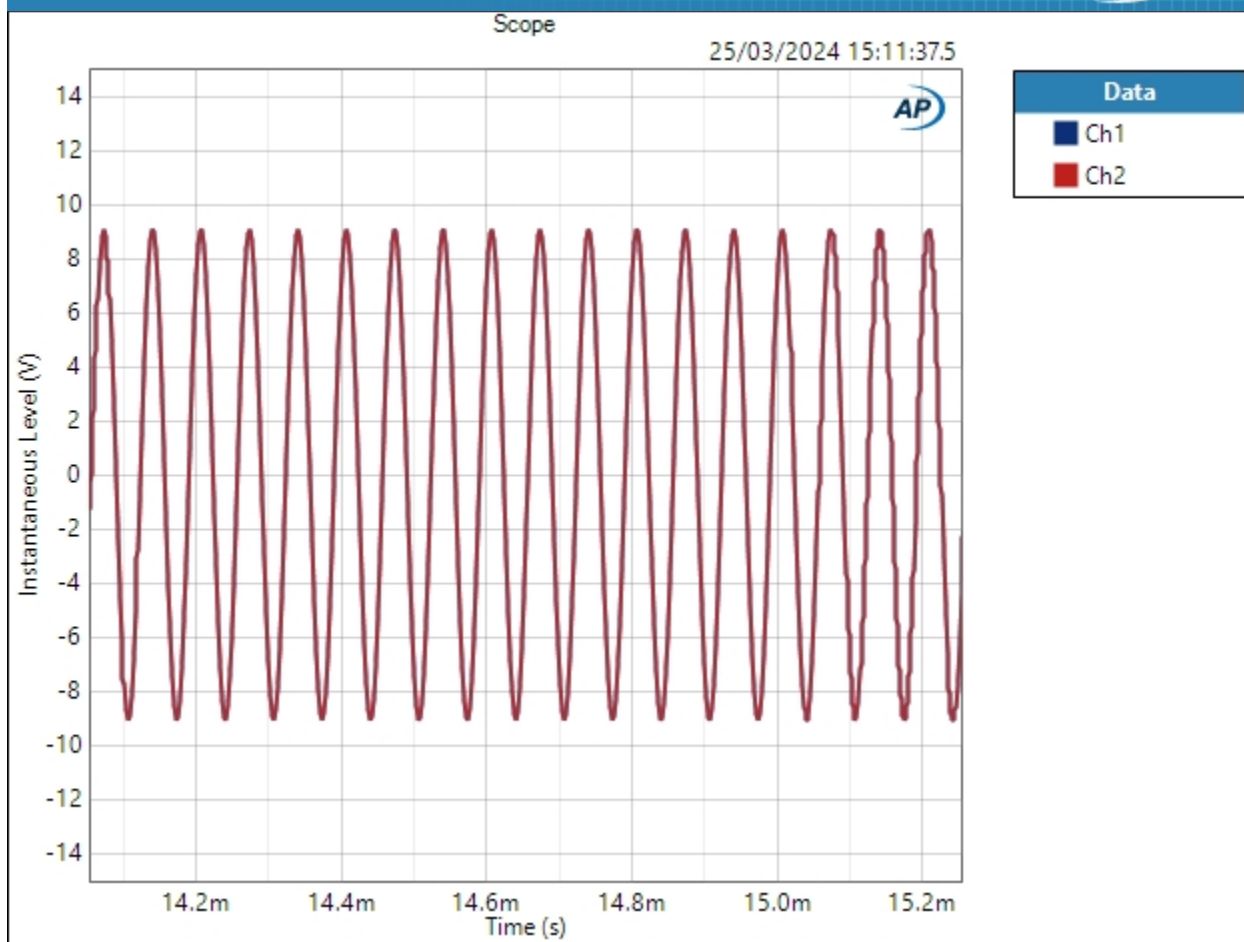 Scope
25/03/2024 15:11:37.5
AP
Data
Ch1
Ch2
Instantaneous Level (V)
14
12
10
8
6
4
2
0
-2
-4
-6
-8
-10
-12
-14
14.2m 14.4m 14.6m 14.8m 15.0m 15.2m
Time (s)